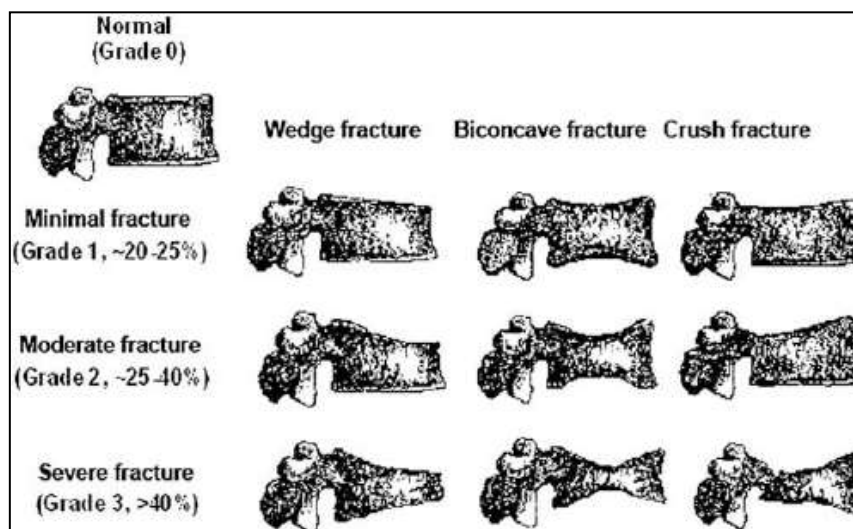 Normal
(Grade 0)
Wedge fracture Biconcave fracture Crush fracture
Minimal fracture
(Grade 1, ~20-25%)
Moderate fracture
(Grade 2, ~25-40%)
Severe fracture
(Grade 3, >40%)